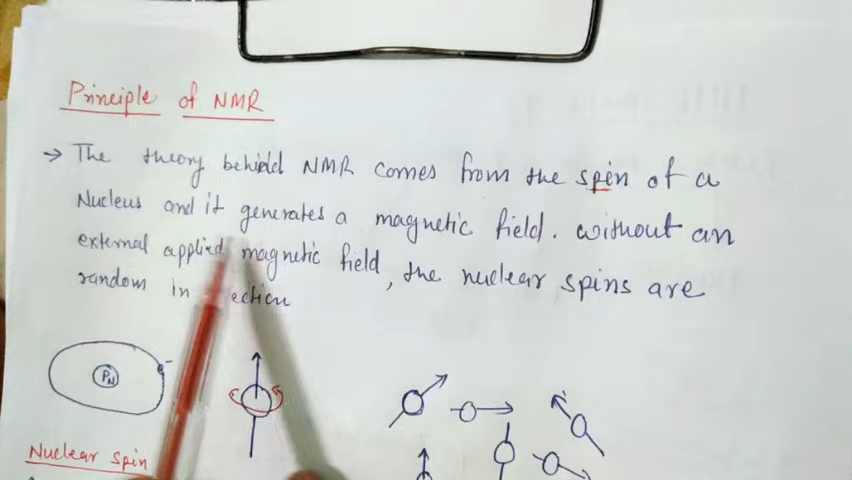 Principle of NMR
→ The theory behind NMR comes from the spin of a
Nucleus and it generates a magnetic field. without an
external applied magnetic field, the nuclear spins are
random in ection
P
N
-
Nuclear spin